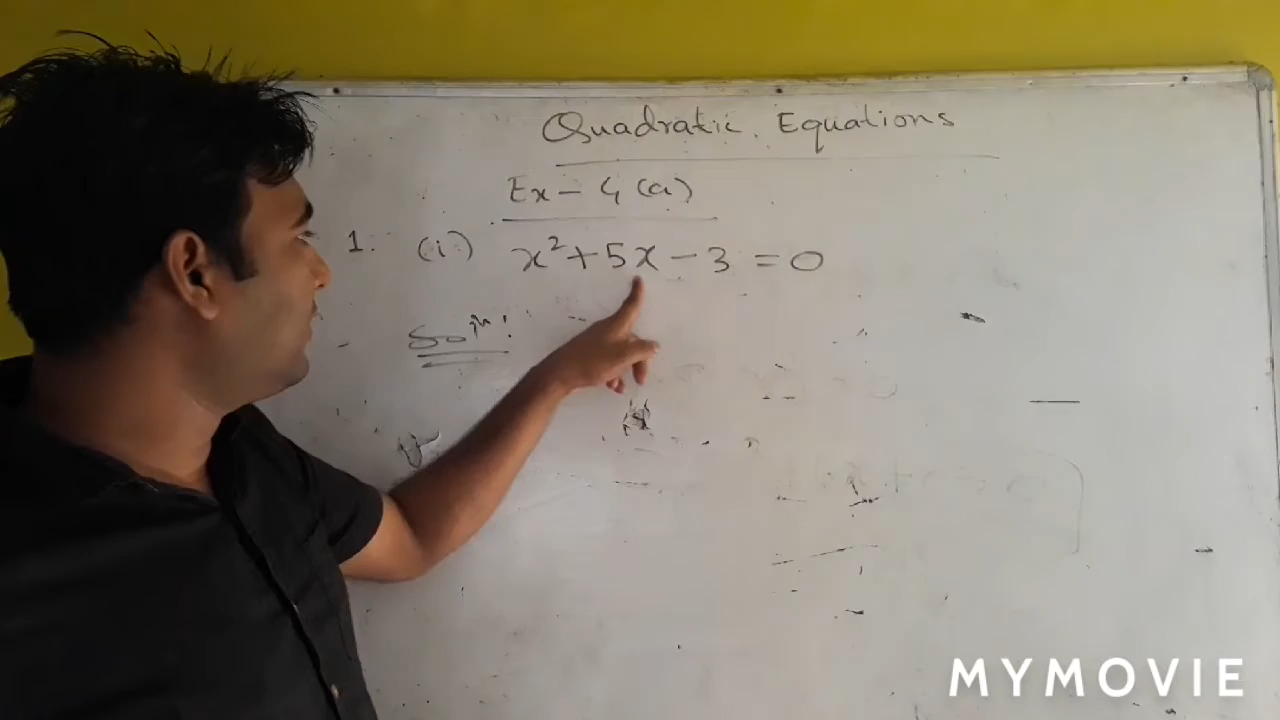 Quadratic Equations
Ex - 4 (a)
1. (i) x² + 5x - 3 = 0
Solⁿ:
MYMOVIE